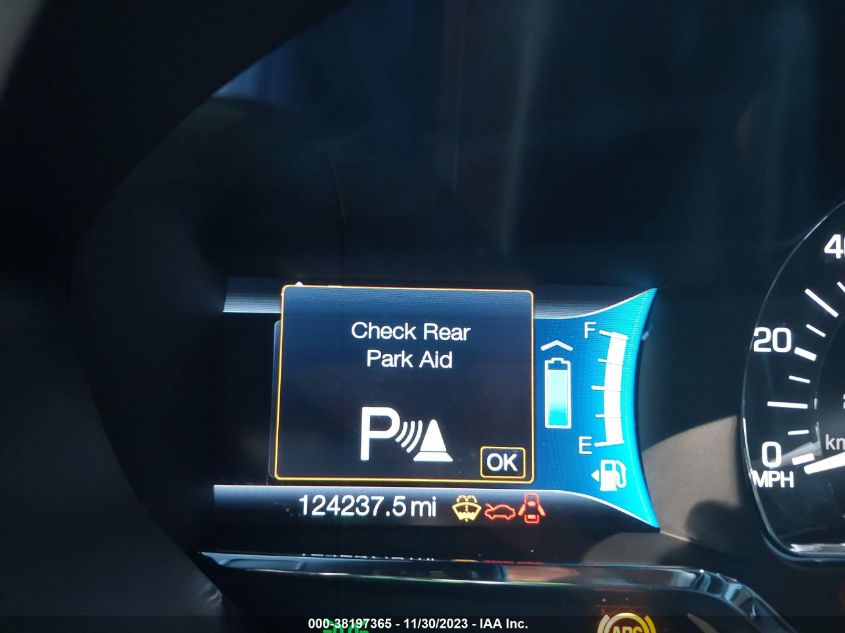 40
Check Rear
Park Aid
F
20
P
E
OK
0
km
MPH
124237.5 mi
000-38197365 - 11/30/2023 - IAA Inc.
ABS